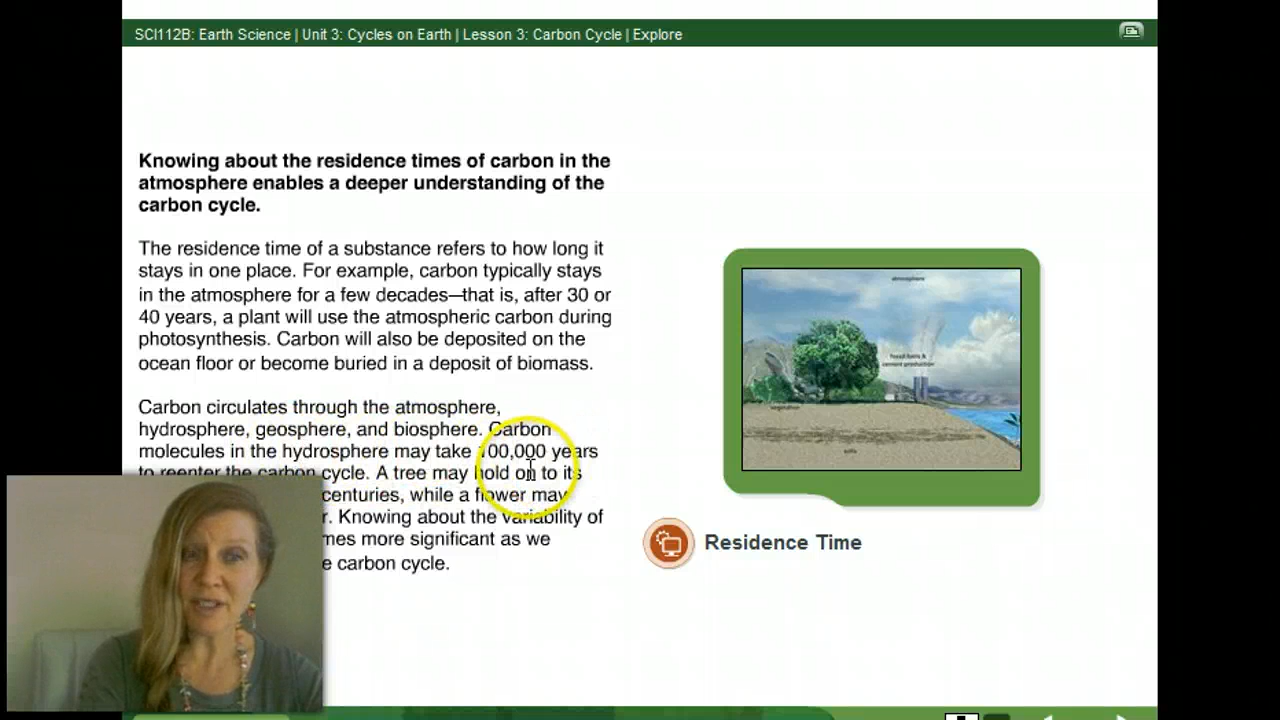 SCI112B: Earth Science | Unit 3: Cycles on Earth | Lesson 3: Carbon Cycle | Explore
Knowing about the residence times of carbon in the
atmosphere enables a deeper understanding of the
carbon cycle.
The residence time of a substance refers to how long it
stays in one place. For example, carbon typically stays
in the atmosphere for a few decades—that is, after 30 or
40 years, a plant will use the atmospheric carbon during
photosynthesis. Carbon will also be deposited on the
ocean floor or become buried in a deposit of biomass.
Carbon circulates through the atmosphere,
hydrosphere, geosphere, and biosphere. Carbon
molecules in the hydrosphere may take 100,000 years
to reenter the carbon cycle. A tree may hold on to its
centuries, while a flower may
r. Knowing about the variability of
mes more significant as we
e carbon cycle.
atmosphere
fossil fuels &
cement production
vegetation
soils
Residence Time